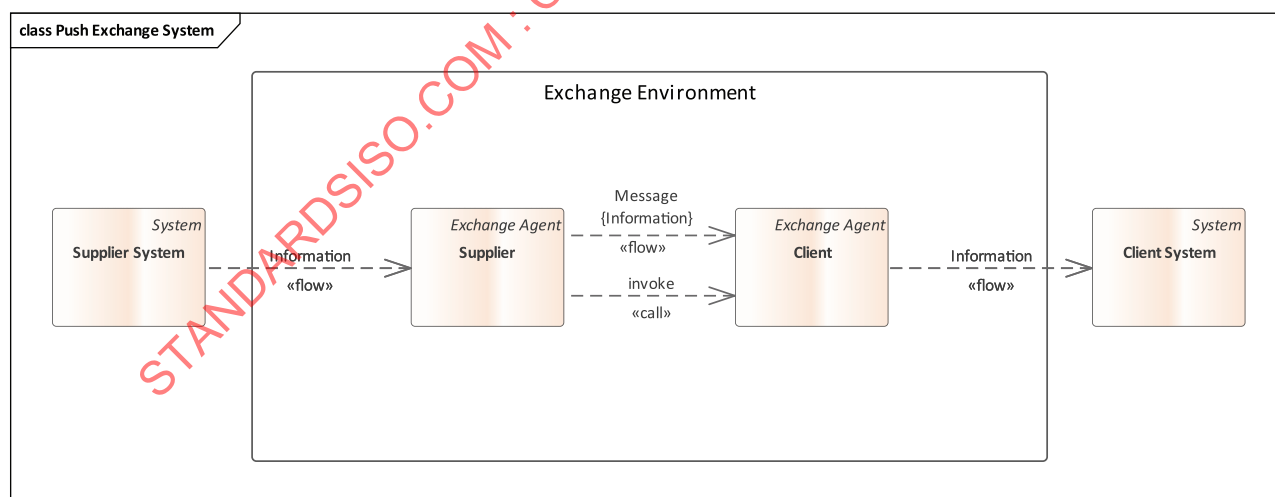 class Push Exchange System
Exchange Environment
System
Supplier System
Information
«flow»
Exchange Agent
Supplier
Message
{Information}
«flow»
invoke
«call»
Exchange Agent
Client
Information
«flow»
System
Client System
STANDARDSISO.COM :